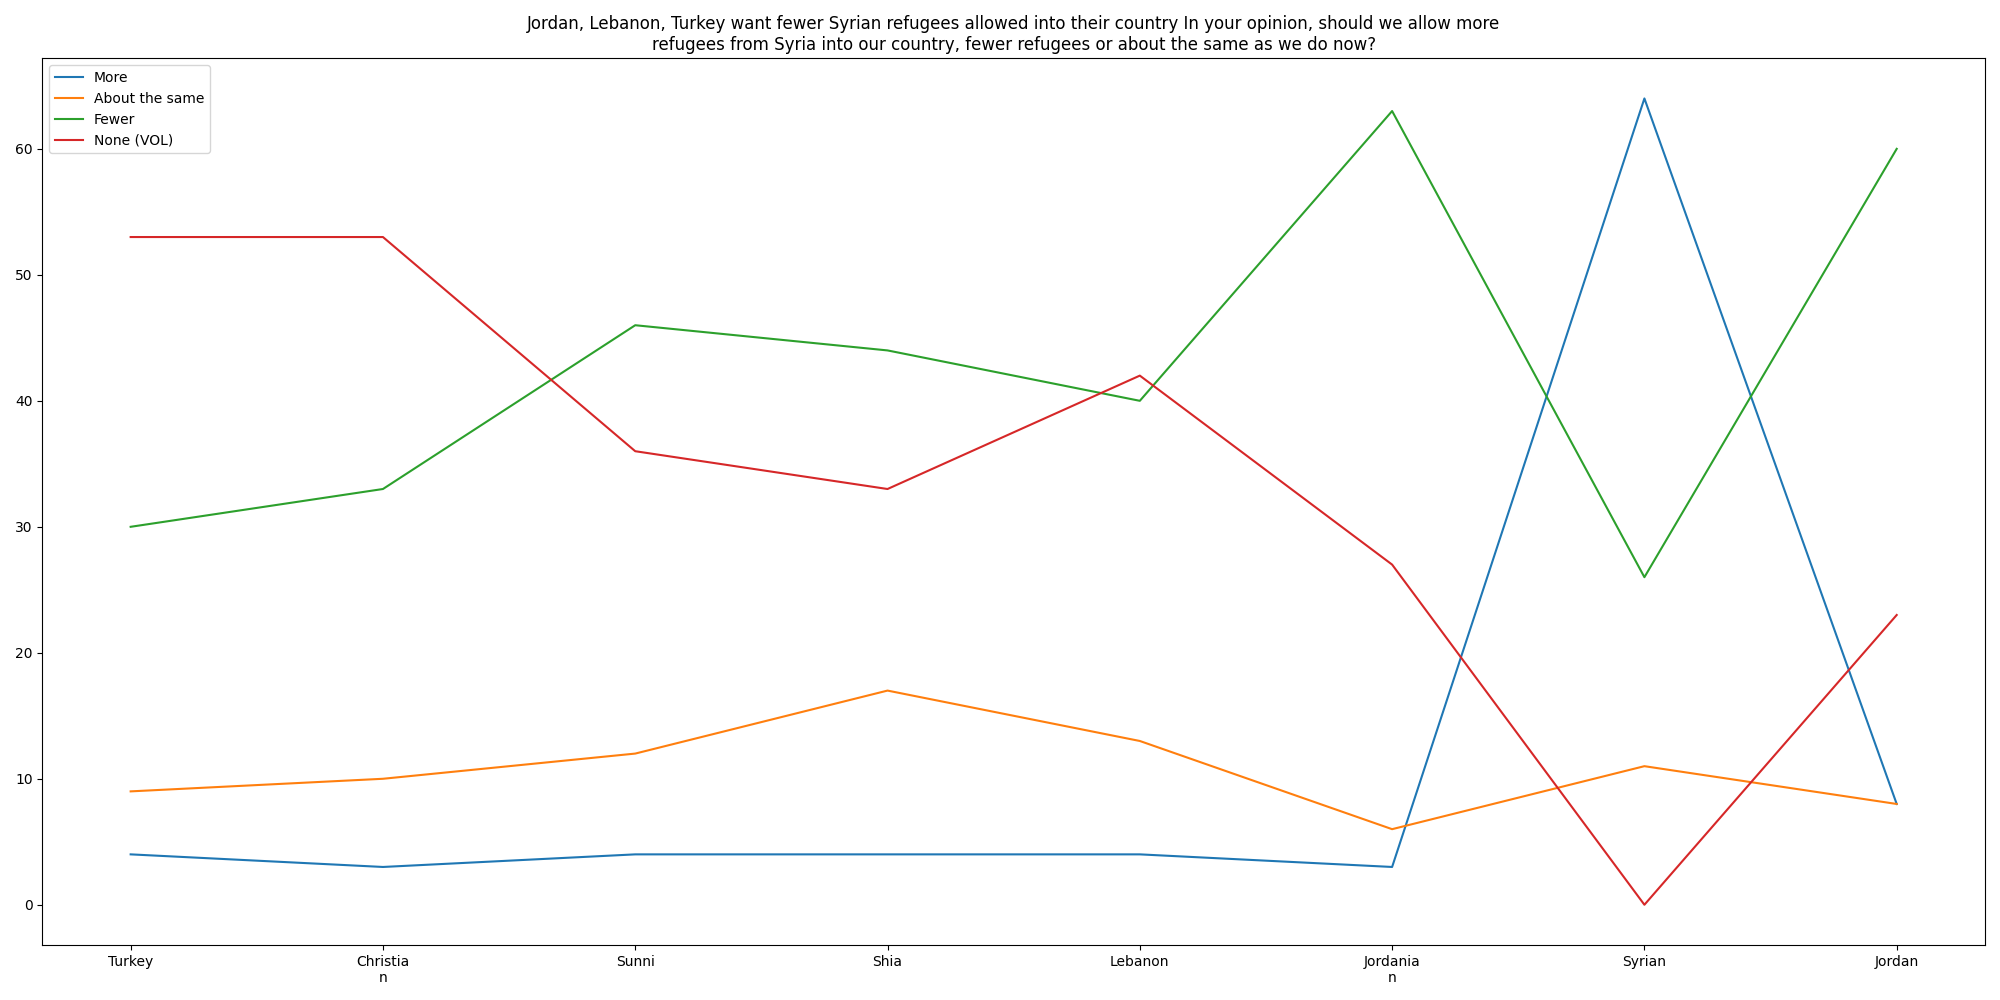 Jordan, Lebanon, Turkey want fewer Syrian refugees allowed into their country In your opinion, should we allow more
refugees from Syria into our country, fewer refugees or about the same as we do now?
More
About the same
Fewer
None (VOL)
60
50
40
30
20
10
0
Turkey
Christia
n
Sunni
Shia
Lebanon
Jordania
n
Syrian
Jordan